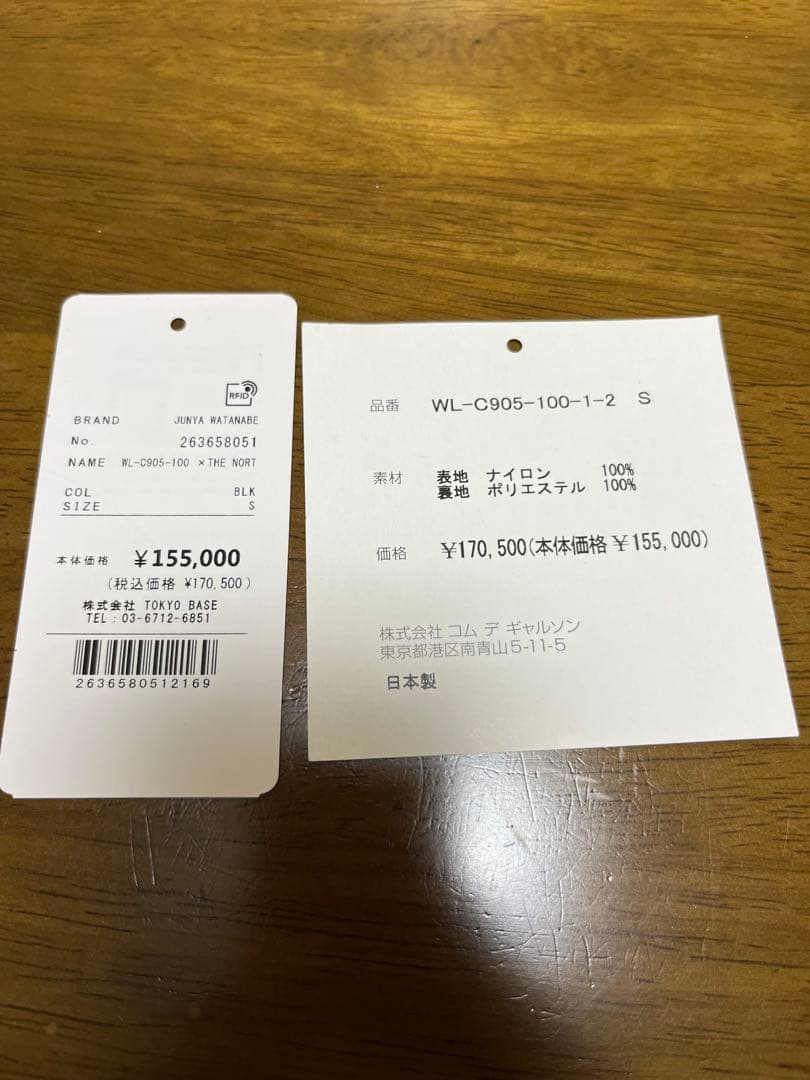 RFID
BRAND JUNYA WATANABE
No. 263658051
NAME WL-C905-100 ×THE NORT
COL BLK
SIZE S
本体価格 ¥155,000
(税込価格 ¥170,500)
株式会社 TOKYO BASE
TEL:03-6712-6851
2636580512169
品番 WL-C905-100-1-2 S
素材 表地 ナイロン 100%
裏地 ポリエステル 100%
価格 ¥170,500(本体価格 ¥155,000)
株式会社 コム デ ギャルソン
東京都港区南青山5-11-5
日本製